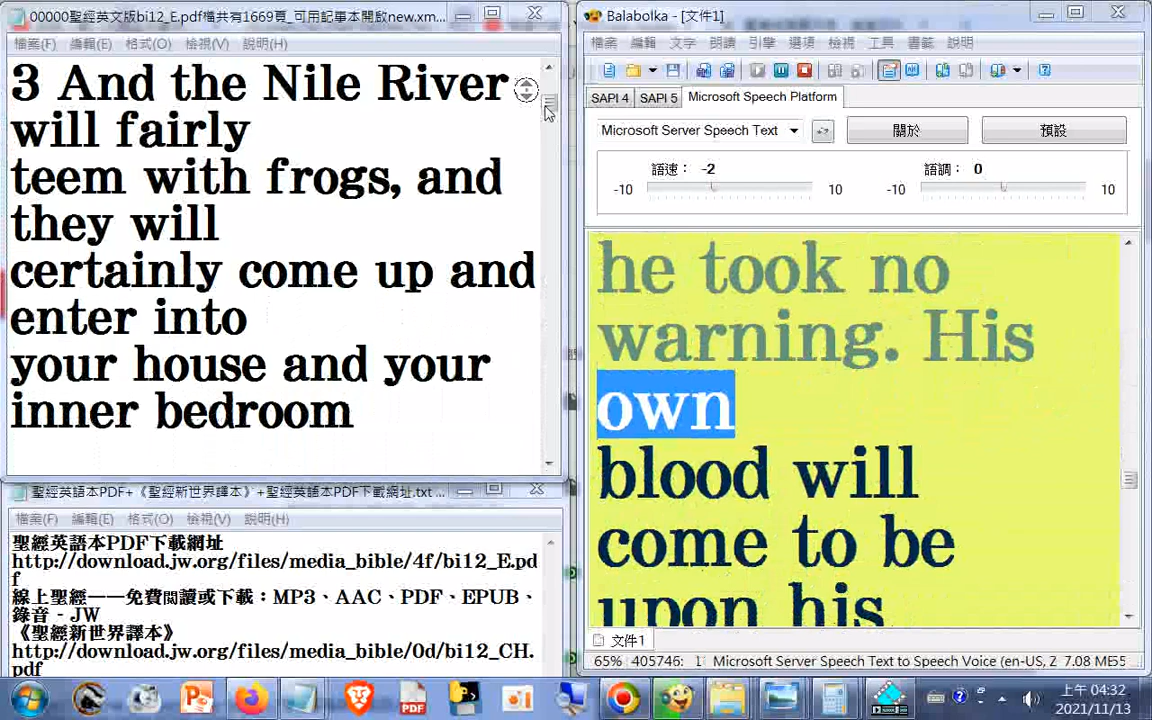 00000聖經英文版bi12_E.pdf檔共有1669頁_可用記事本開啟new.xm...
檔案(F) 編輯(E) 格式(O) 檢視(V) 說明(H)
3 And the Nile River
will fairly
teem with frogs, and
they will
certainly come up and
enter into
your house and your
inner bedroom
聖經英語本PDF+《聖經新世界譯本》+聖經英語本PDF下載網址.txt ...
檔案(F) 編輯(E) 格式(O) 檢視(V) 說明(H)
聖經英語本PDF下載網址
http://download.jw.org/files/media_bible/4f/bi12_E.pd
f
線上聖經——免費閱讀或下載：MP3、AAC、PDF、EPUB、
錄音 - JW
《聖經新世界譯本》
http://download.jw.org/files/media_bible/0d/bi12_CH.
pdf
Balabolka - [文件1]
檔案 編輯 文字 朗讀 引擎 選項 檢視 工具 書籤 說明
SAPI 4 SAPI 5 Microsoft Speech Platform
Microsoft Server Speech Text 關於 預設
語速： -2 語調： 0
-10 10 -10 10
he took no
warning. His
own
blood will
come to be
upon his
文件1
65% 405746: Microsoft Server Speech Text to Speech Voice (en-US, Z 7.08 ME
上午 04:32
2021/11/13